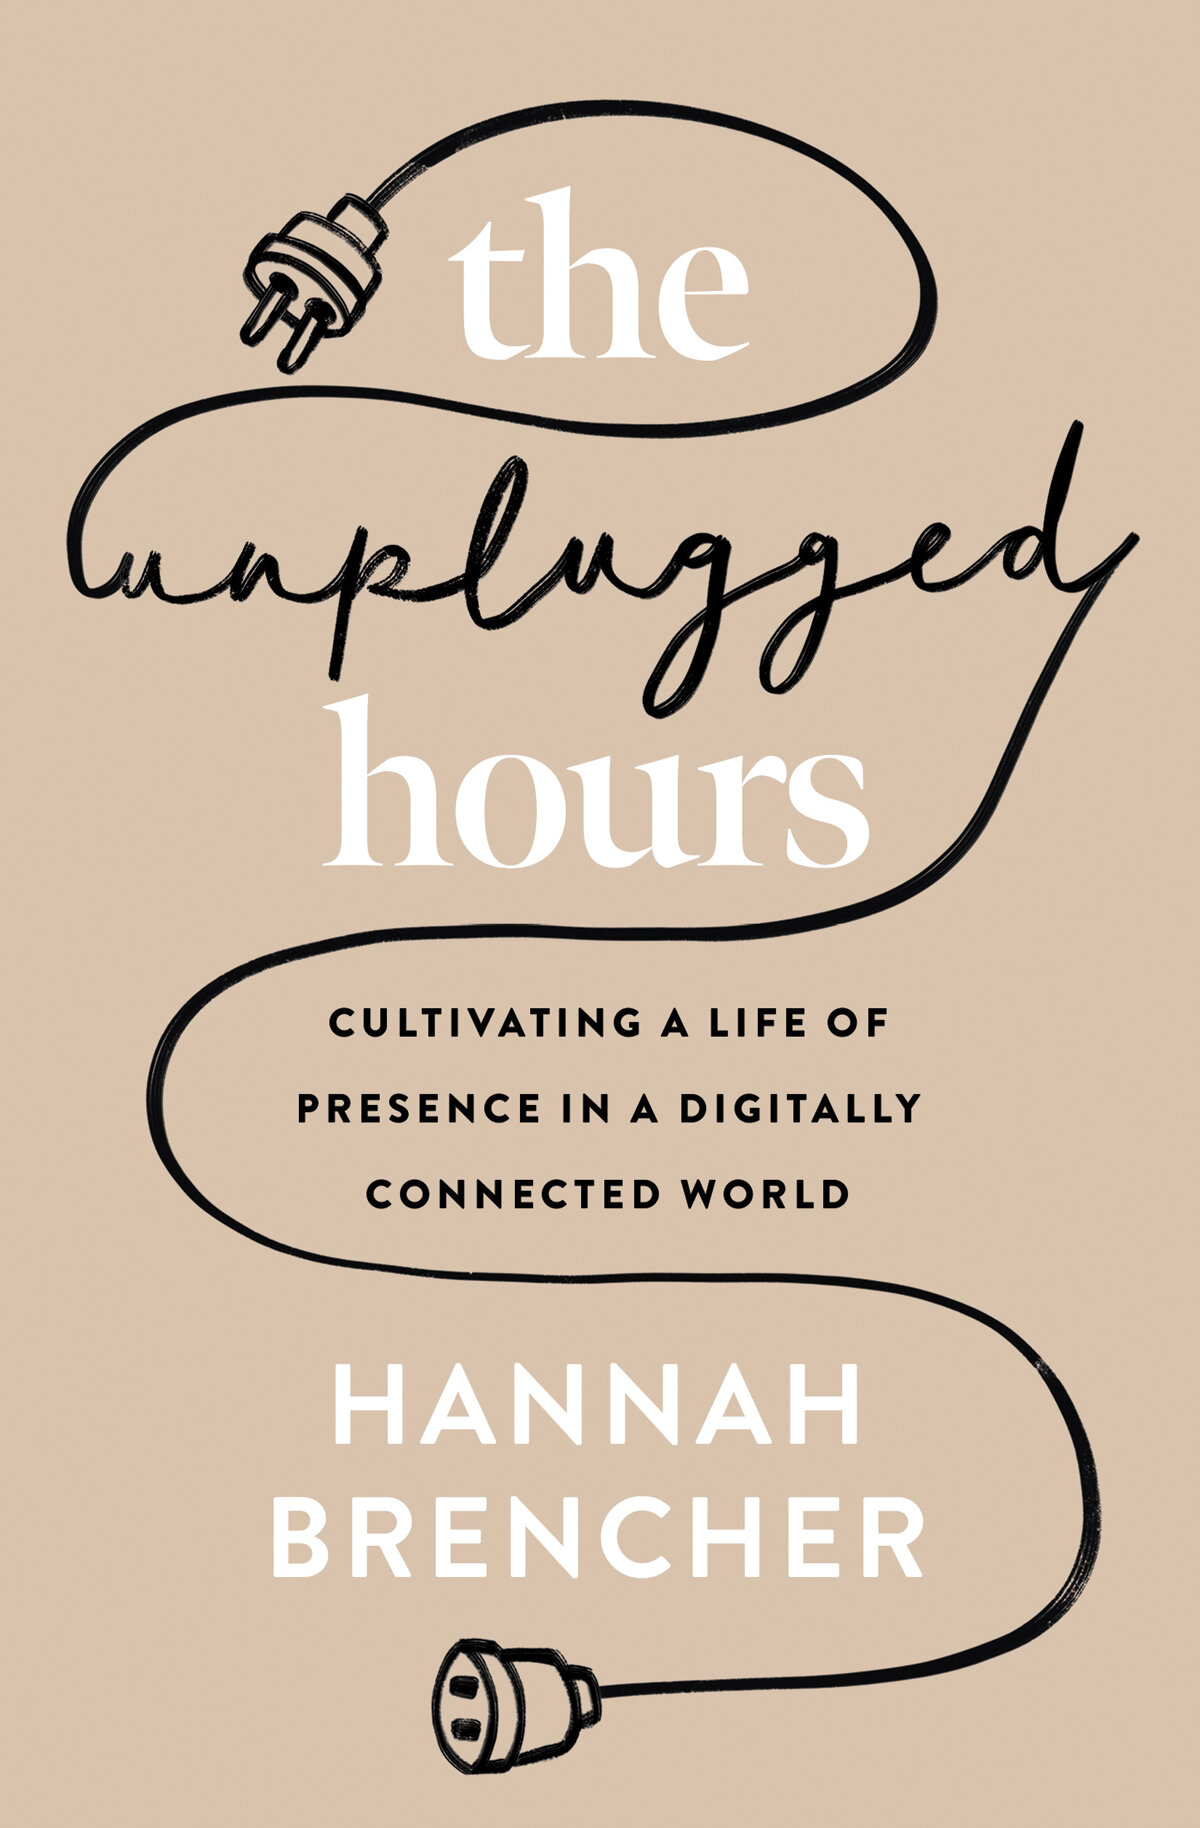 the
unplugged
hours
CULTIVATING A LIFE OF
PRESENCE IN A DIGITALLY
CONNECTED WORLD
HANNAH
BRENCHER